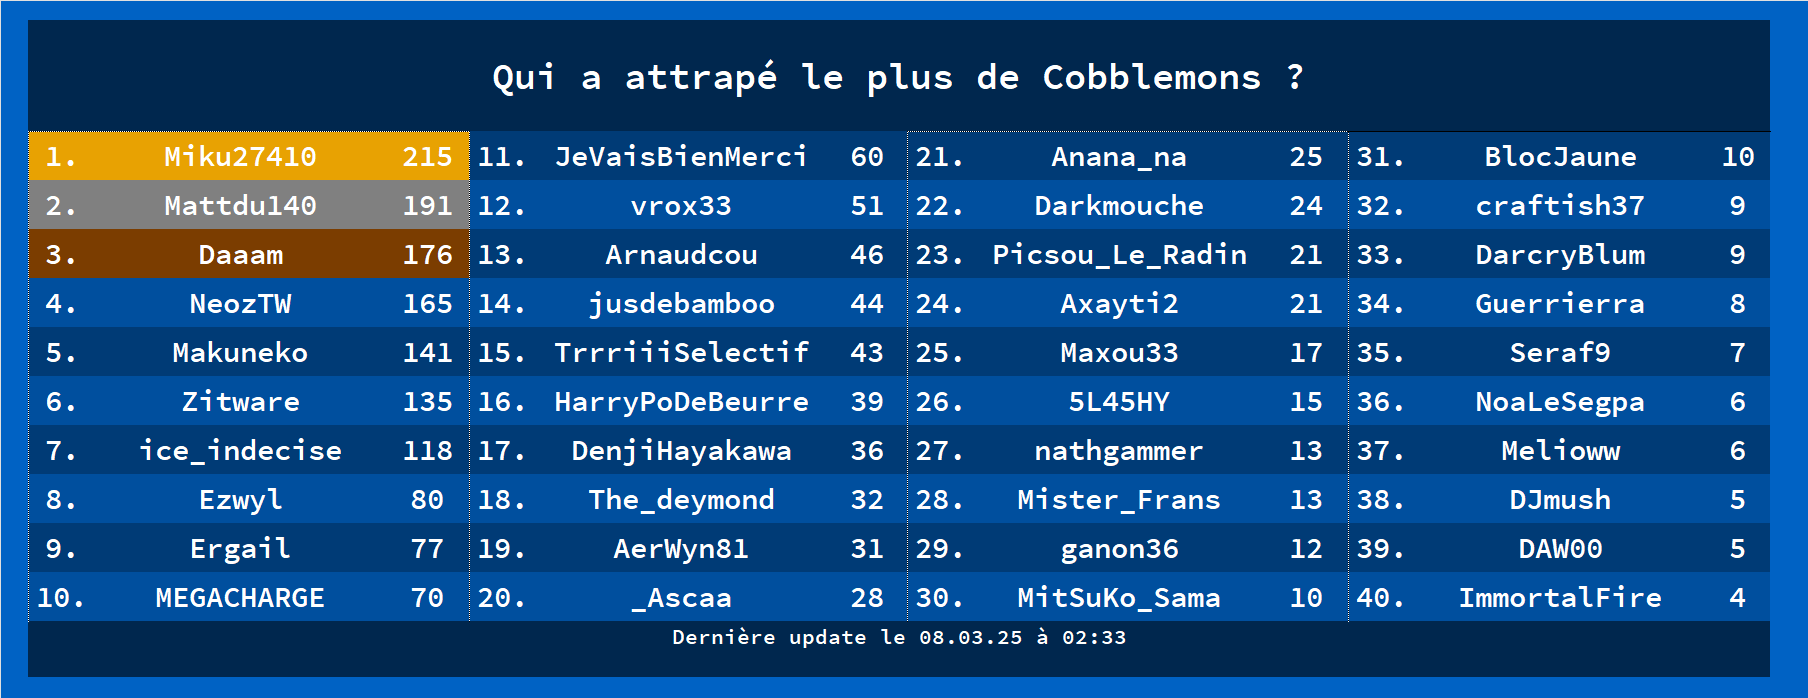 Qui a attrapé le plus de Cobblemons ?
1. Miku27410 215
2. Mattdu140 191
3. Daaam 176
4. NeozTW 165
5. Makuneko 141
6. Zitware 135
7. ice_indecise 118
8. Ezwyl 80
9. Ergail 77
10. MEGACHARGE 70
11. JeVaisBienMerci 60
12. vrox33 51
13. Arnaudcou 46
14. jusdebamboo 44
15. TrrriiiSelectif 43
16. HarryPoDeBeurre 39
17. DenjiHayakawa 36
18. The_deymond 32
19. AerWyn81 31
20. _Ascaa 28
21. Anana_na 25
22. Darkmouche 24
23. Picsou_Le_Radin 21
24. Axayti2 21
25. Maxou33 17
26. 5L45HY 15
27. nathgammer 13
28. Mister_Frans 13
29. ganon36 12
30. MitSuKo_Sama 10
31. BlocJaune 10
32. craftish37 9
33. DarcryBlum 9
34. Guerrierra 8
35. Seraf9 7
36. NoaLeSegpa 6
37. Melioww 6
38. DJmush 5
39. DAW00 5
40. ImmortalFire 4
Dernière update le 08.03.25 à 02:33